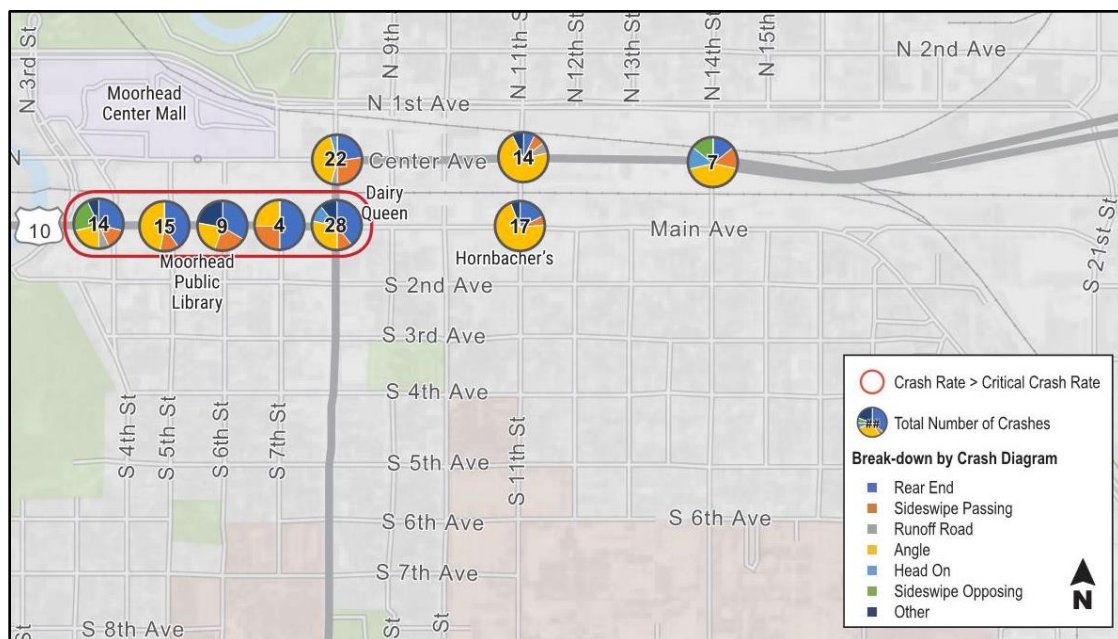 N 3rd St
N 9th
N 11th S
N 12th St
N 13th St
N 14th St
N 15th
N 2nd Ave
Moorhead
Center Mall
N 1st Ave
N
22
Center Ave
14
7
Dairy
Queen
10
14
15
9
4
28
17
Main Ave
Moorhead
Public
Library
Hornbacher's
S 21st St
S 2nd Ave
S 3rd Ave
S 4th Ave
S 4th St
S 5th St
S 6th St
S 7th St
S 11th St
S 5th Ave
S 6th Ave
S 6th Ave
S 7th Ave
S 8th Ave
St
St
St
Crash Rate > Critical Crash Rate
## Total Number of Crashes
Break-down by Crash Diagram
Rear End
Sideswipe Passing
Runoff Road
Angle
Head On
Sideswipe Opposing
Other
N